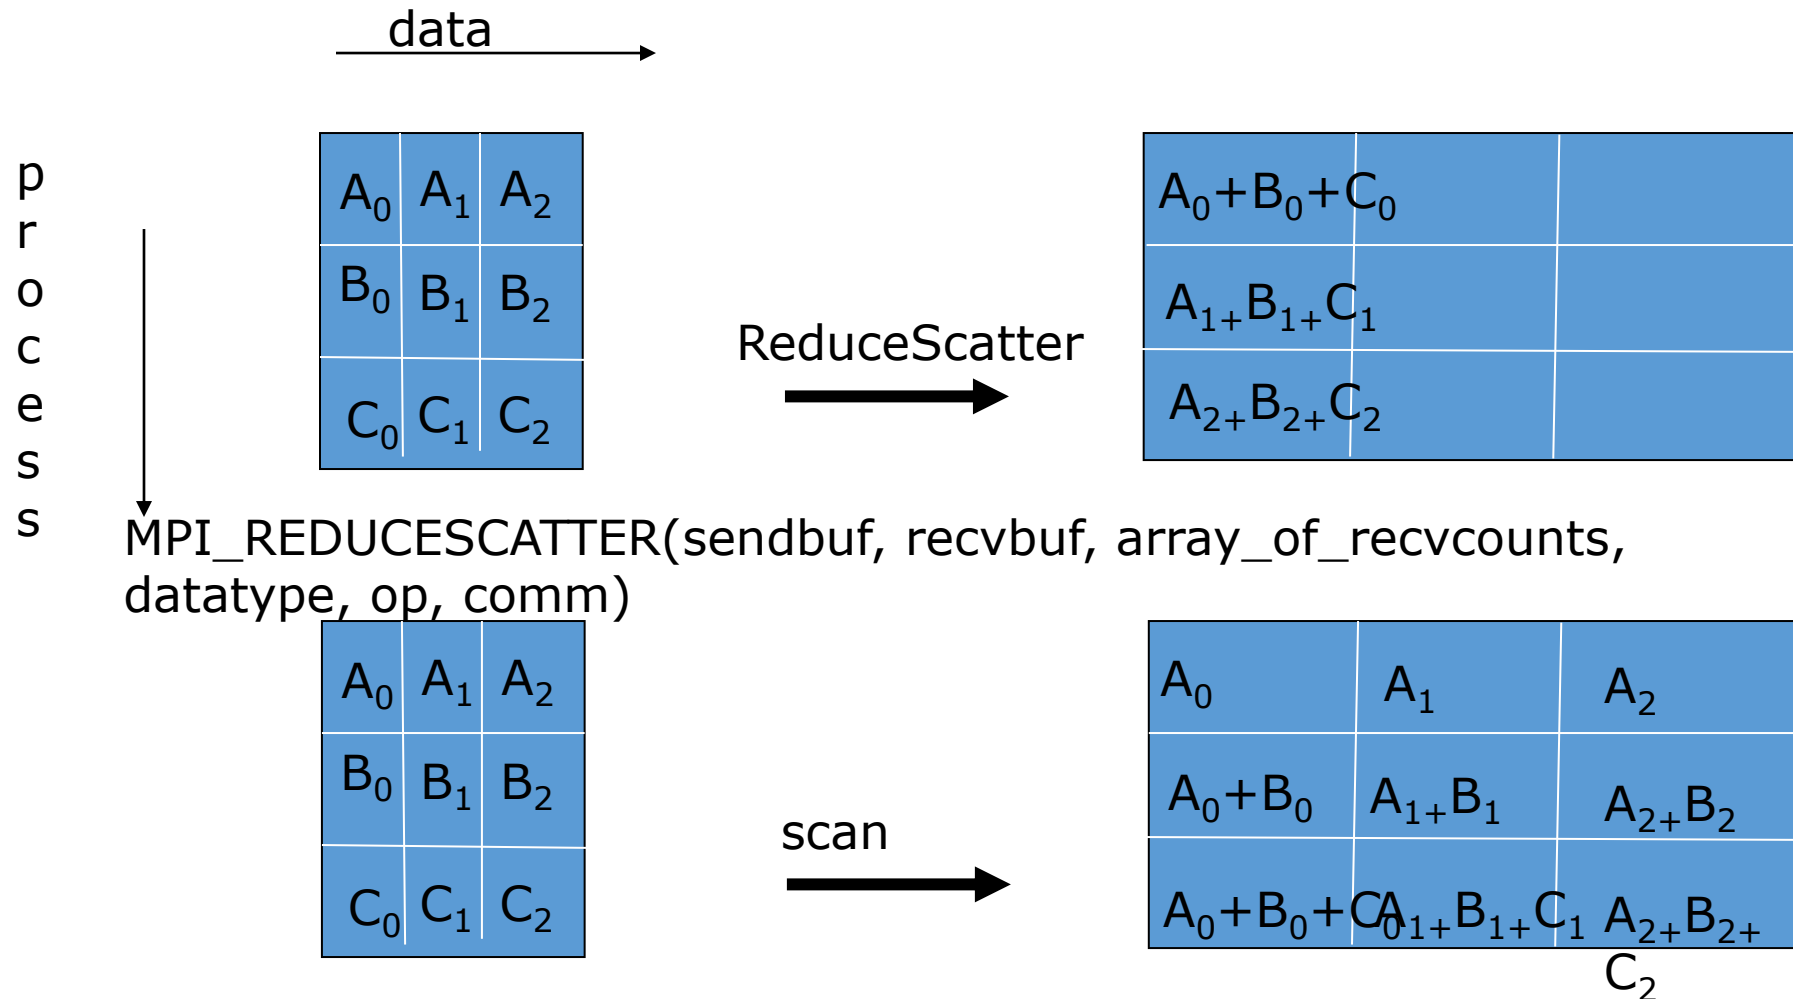 data
process
A₀ A₁ A₂
B₀ B₁ B₂
C₀ C₁ C₂
ReduceScatter
A₀+B₀+C₀
A₁₊B₁₊C₁
A₂₊B₂₊C₂
MPI_REDUCESCATTER(sendbuf, recvbuf, array_of_recvcounts,
datatype, op, comm)
A₀ A₁ A₂
B₀ B₁ B₂
C₀ C₁ C₂
scan
A₀ A₁ A₂
A₀+B₀ A₁₊B₁ A₂₊B₂
A₀+B₀+C₀ A₁₊B₁₊C₁ A₂₊B₂₊
C₂